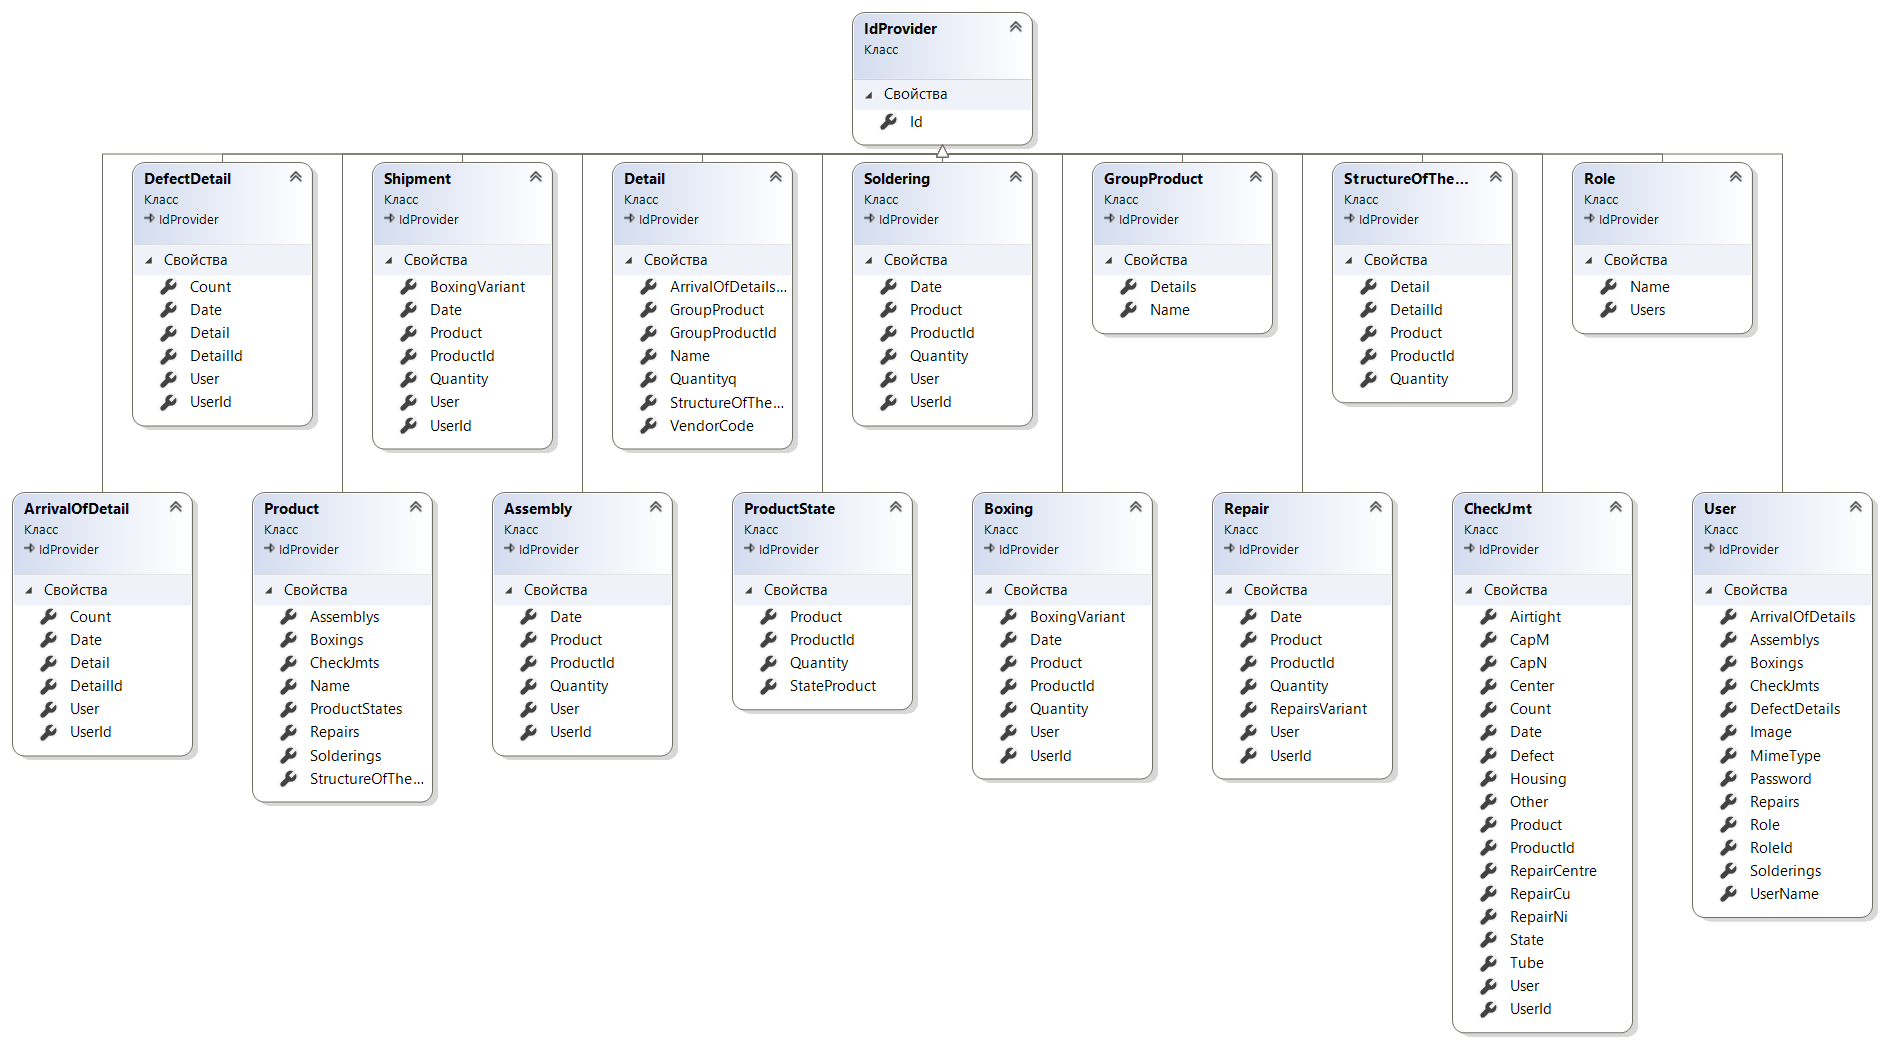 IdProvider
Класс
Свойства
Id
DefectDetail
Класс
IdProvider
Свойства
Count
Date
Detail
DetailId
User
UserId
Shipment
Класс
IdProvider
Свойства
BoxingVariant
Date
Product
ProductId
Quantity
User
UserId
Detail
Класс
IdProvider
Свойства
ArrivalOfDetails...
GroupProduct
GroupProductId
Name
Quantityq
StructureOfThe...
VendorCode
Soldering
Класс
IdProvider
Свойства
Date
Product
ProductId
Quantity
User
UserId
GroupProduct
Класс
IdProvider
Свойства
Details
Name
StructureOfThe...
Класс
IdProvider
Свойства
Detail
DetailId
Product
ProductId
Quantity
Role
Класс
IdProvider
Свойства
Name
Users
ArrivalOfDetail
Класс
IdProvider
Свойства
Count
Date
Detail
DetailId
User
UserId
Product
Класс
IdProvider
Свойства
Assemblys
Boxings
CheckJmts
Name
ProductStates
Repairs
Solderings
StructureOfThe...
Assembly
Класс
IdProvider
Свойства
Date
Product
ProductId
Quantity
User
UserId
ProductState
Класс
IdProvider
Свойства
Product
ProductId
Quantity
StateProduct
Boxing
Класс
IdProvider
Свойства
BoxingVariant
Date
Product
ProductId
Quantity
User
UserId
Repair
Класс
IdProvider
Свойства
Date
Product
ProductId
Quantity
RepairsVariant
User
UserId
CheckJmt
Класс
IdProvider
Свойства
Airtight
CapM
CapN
Center
Count
Date
Defect
Housing
Other
Product
ProductId
RepairCentre
RepairCu
RepairNi
State
Tube
User
UserId
User
Класс
IdProvider
Свойства
ArrivalOfDetails
Assemblys
Boxings
CheckJmts
DefectDetails
Image
MimeType
Password
Repairs
Role
RoleId
Solderings
UserName